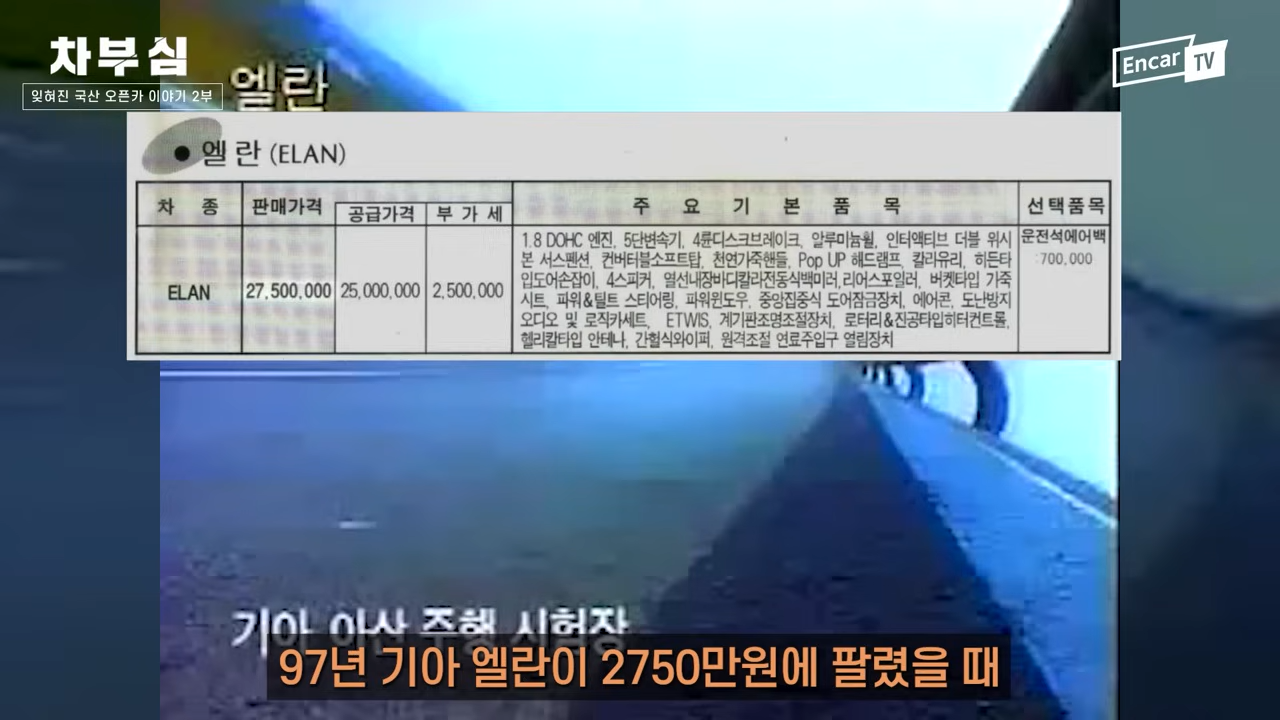 차부심
잊혀진 국산 오픈카 이야기 2부
Encar TV
엘란
● 엘 란 (ELAN)
차 종 판매가격 공급가격 부 가 세 주 요 기 본 품 목 선택품목
ELAN 27,500,000 25,000,000 2,500,000
1.8 DOHC 엔진, 5단변속기, 4륜디스크브레이크, 알루미늄휠, 인터액티브 더블 위시
본 서스펜션, 컨버터블소프트탑, 천연가죽핸들, Pop UP 헤드램프, 칼라유리, 히든타
입도어손잡이, 4스피커, 열선내장바디칼라전동식백미러,리어스포일러, 버켓타입 가죽
시트, 파워&틸트 스티어링, 파워윈도우, 중앙집중식 도어잠금장치, 에어콘, 도난방지
오디오 및 로직카세트, ETWIS, 계기판조명조절장치, 로터리&진공타입히터컨트롤,
헬리칼타입 안테나, 간헐식와이퍼, 원격조절 연료주입구 열림장치
운전석에어백
:700,000
기아 아산 주행 시험장
97년 기아 엘란이 2750만원에 팔렸을 때